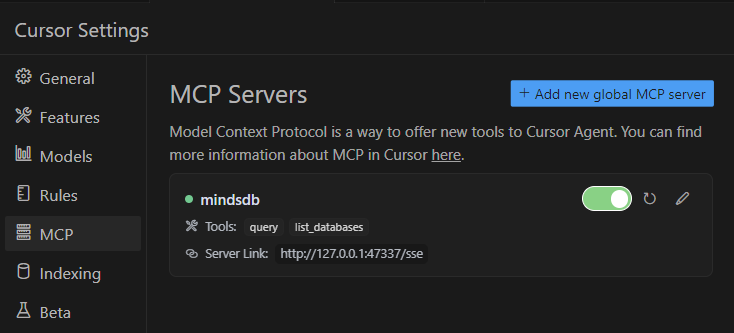 Cursor Settings
General
Features
Models
Rules
MCP
Indexing
Beta
MCP Servers
+ Add new global MCP server
Model Context Protocol is a way to offer new tools to Cursor Agent. You can find
more information about MCP in Cursor here.
mindsdb
Tools: query list_databases
Server Link: http://127.0.0.1:47337/sse